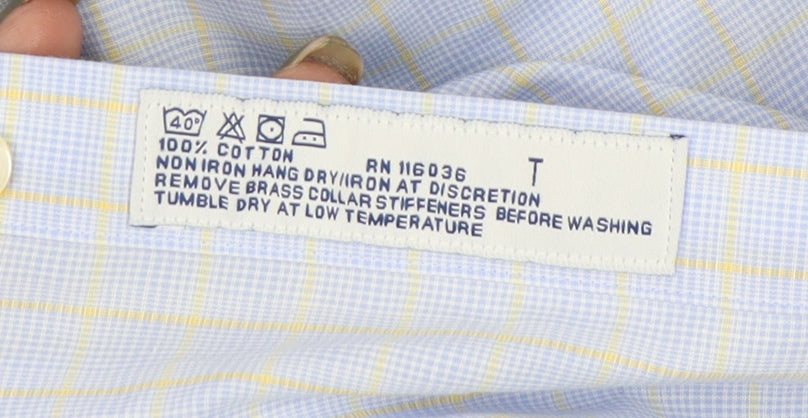 40°
100% COTTON RN 116036 T
NON IRON HANG DRY/IRON AT DISCRETION
REMOVE BRASS COLLAR STIFFENERS BEFORE WASHING
TUMBLE DRY AT LOW TEMPERATURE